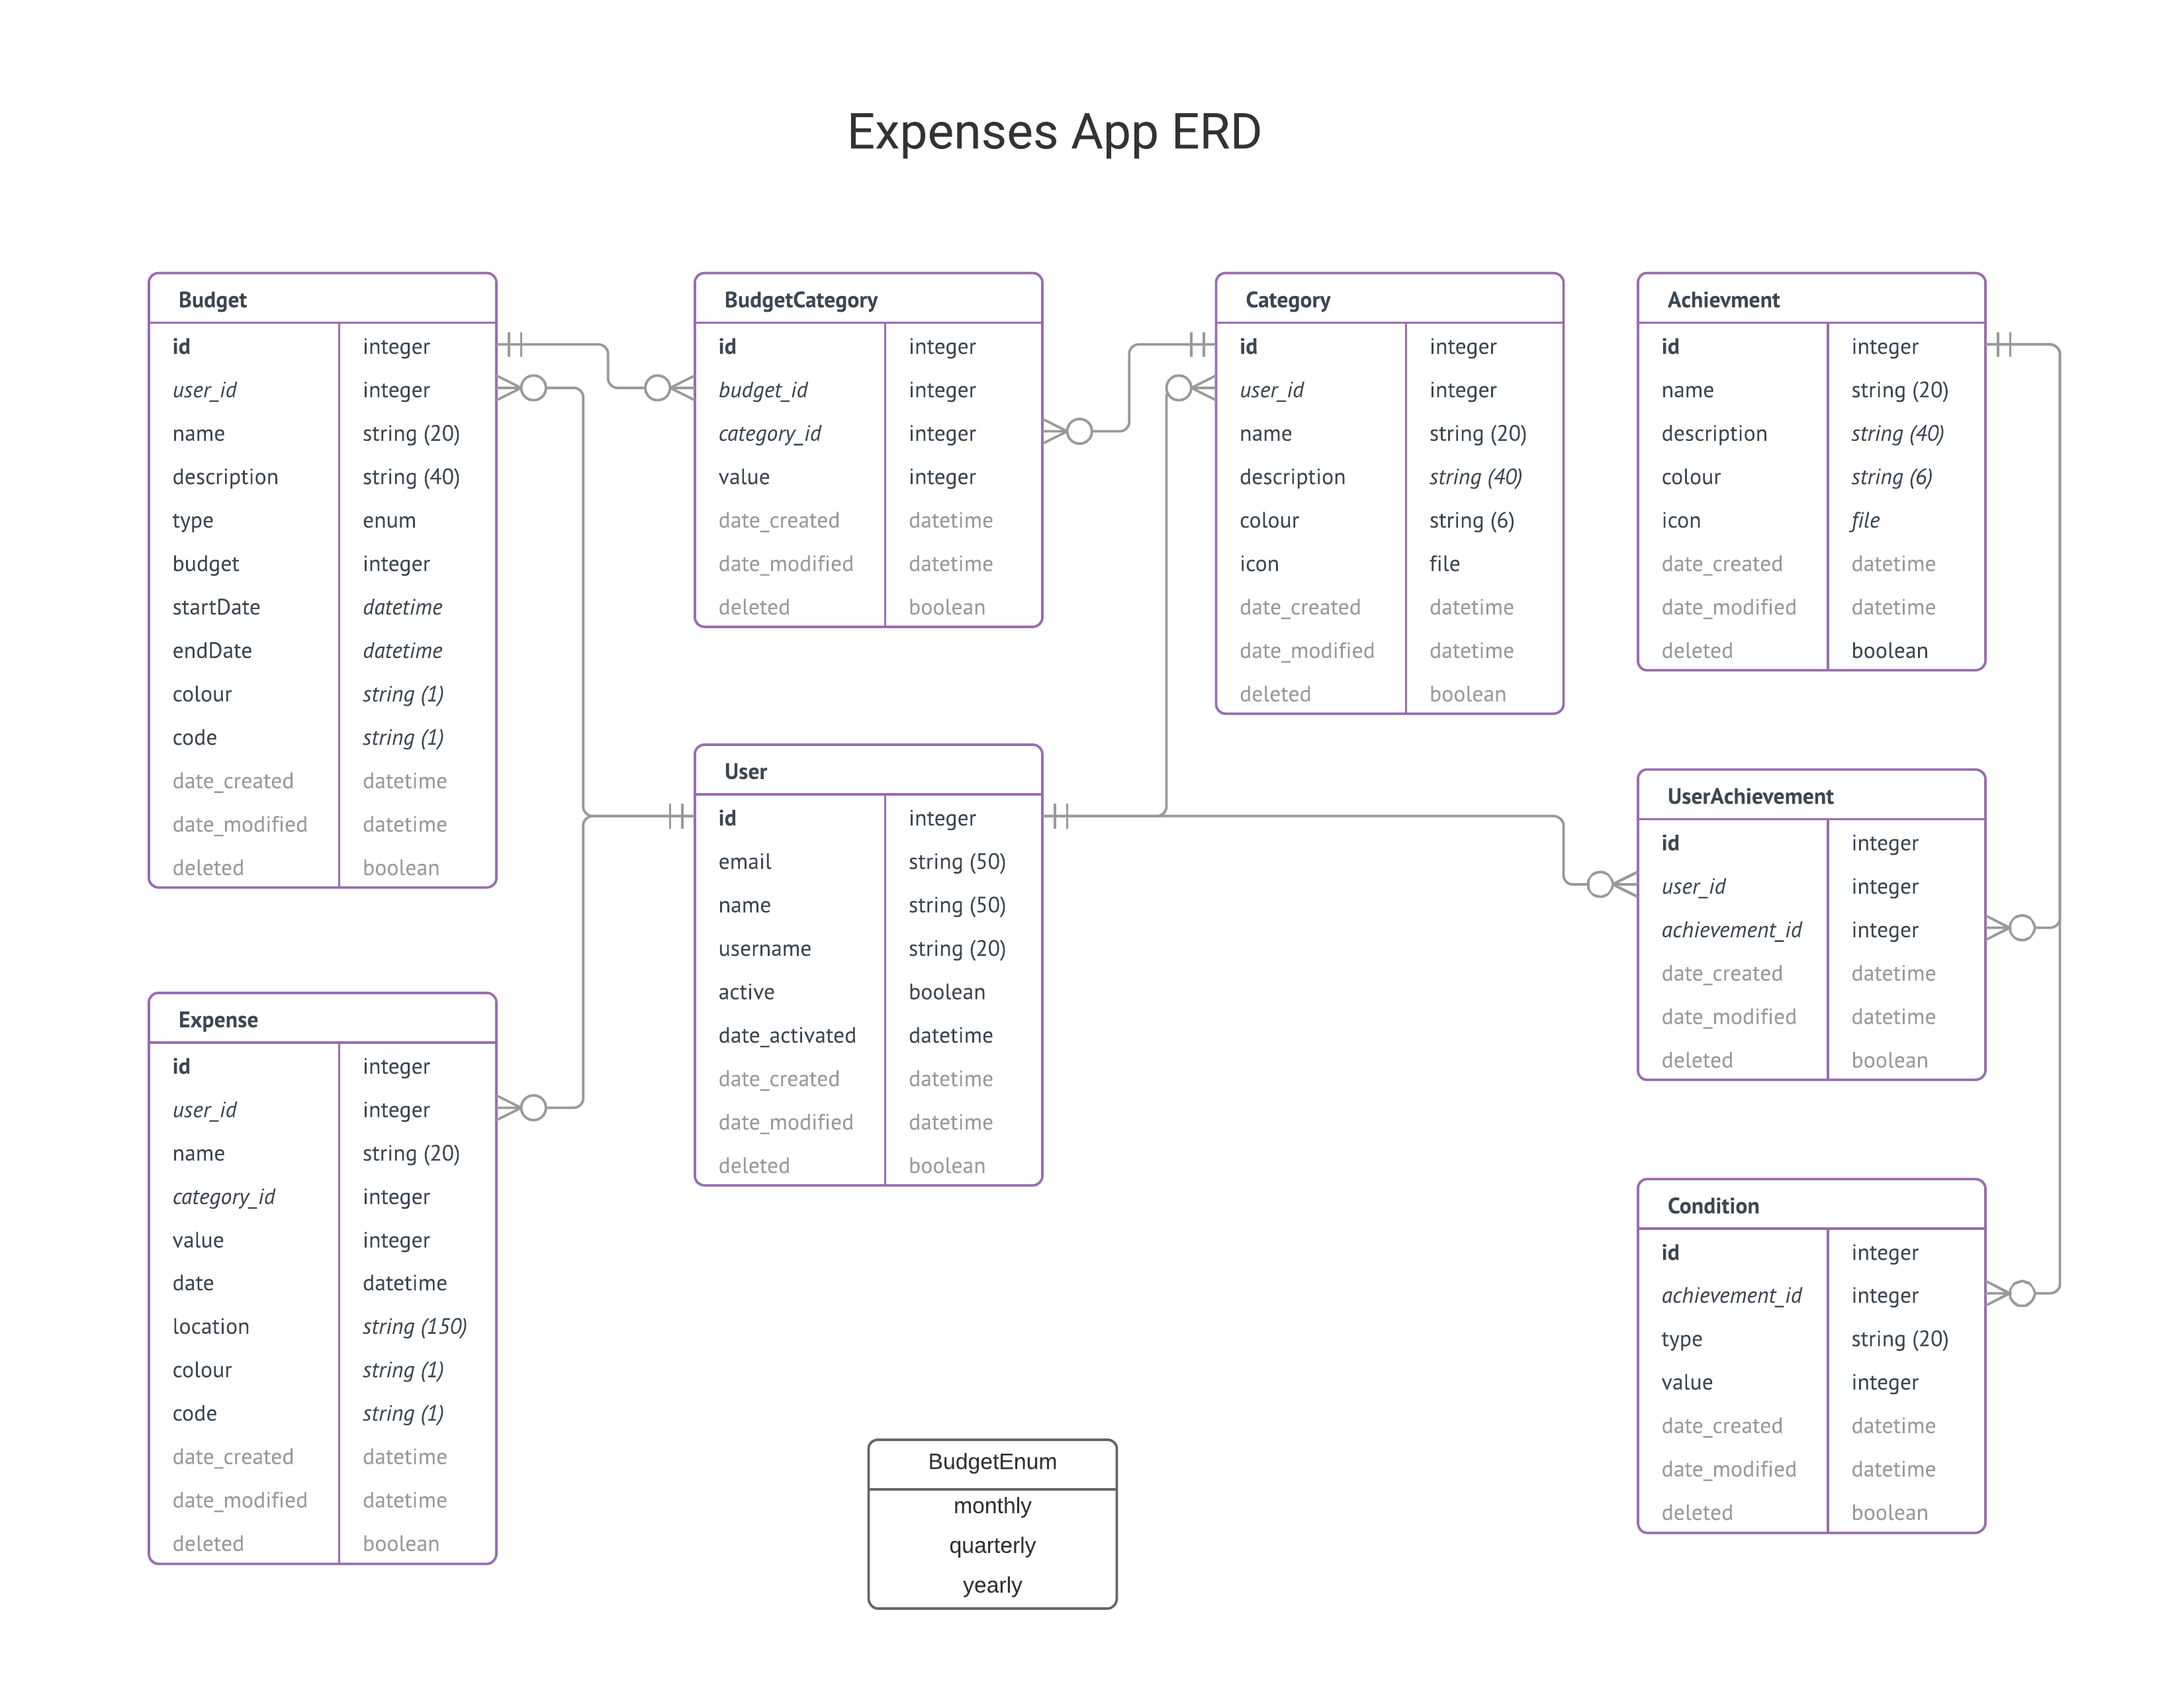 Expenses App ERD
Budget
id integer
user_id integer
name string (20)
description string (40)
type enum
budget integer
startDate datetime
endDate datetime
colour string (1)
code string (1)
date_created datetime
date_modified datetime
deleted boolean
BudgetCategory
id integer
budget_id integer
category_id integer
value integer
date_created datetime
date_modified datetime
deleted boolean
Category
id integer
user_id integer
name string (20)
description string (40)
colour string (6)
icon file
date_created datetime
date_modified datetime
deleted boolean
Achievment
id integer
name string (20)
description string (40)
colour string (6)
icon file
date_created datetime
date_modified datetime
deleted boolean
User
id integer
email string (50)
name string (50)
username string (20)
active boolean
date_activated datetime
date_created datetime
date_modified datetime
deleted boolean
UserAchievement
id integer
user_id integer
achievement_id integer
date_created datetime
date_modified datetime
deleted boolean
Expense
id integer
user_id integer
name string (20)
category_id integer
value integer
date datetime
location string (150)
colour string (1)
code string (1)
date_created datetime
date_modified datetime
deleted boolean
Condition
id integer
achievement_id integer
type string (20)
value integer
date_created datetime
date_modified datetime
deleted boolean
BudgetEnum
monthly
quarterly
yearly